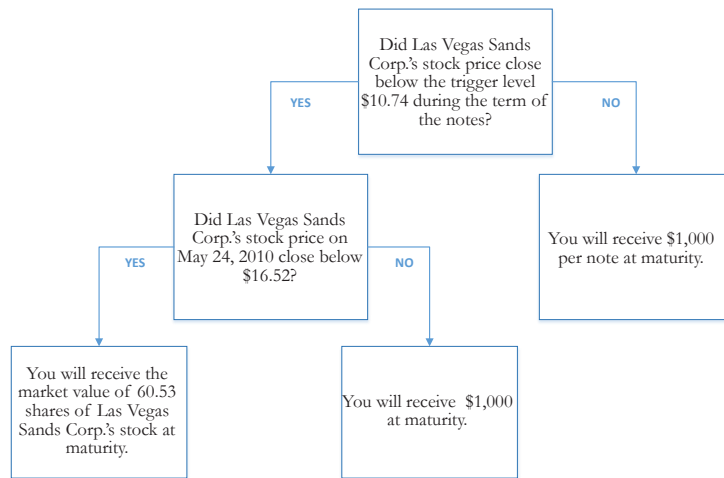 Did Las Vegas Sands
Corp.'s stock price close
below the trigger level
$10.74 during the term of
the notes?
YES
NO
Did Las Vegas Sands
Corp.'s stock price on
May 24, 2010 close below
$16.52?
You will receive $1,000
per note at maturity.
YES
NO
You will receive the
market value of 60.53
shares of Las Vegas
Sands Corp.'s stock at
maturity.
You will receive $1,000
at maturity.